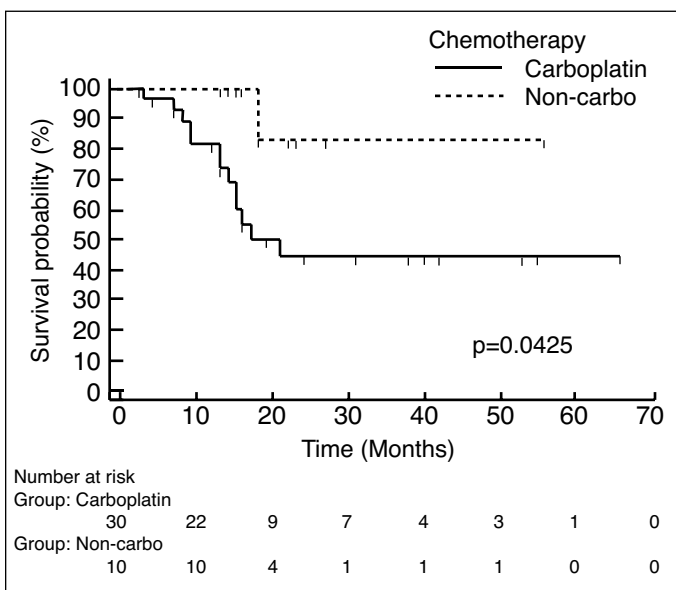 Chemotherapy
Carboplatin
Non-carbo
Survival probability (%)
100
90
80
70
60
50
40
30
20
10
0
p=0.0425
0 10 20 30 40 50 60 70
Time (Months)
Number at risk
Group: Carboplatin
30 22 9 7 4 3 1 0
Group: Non-carbo
10 10 4 1 1 1 0 0